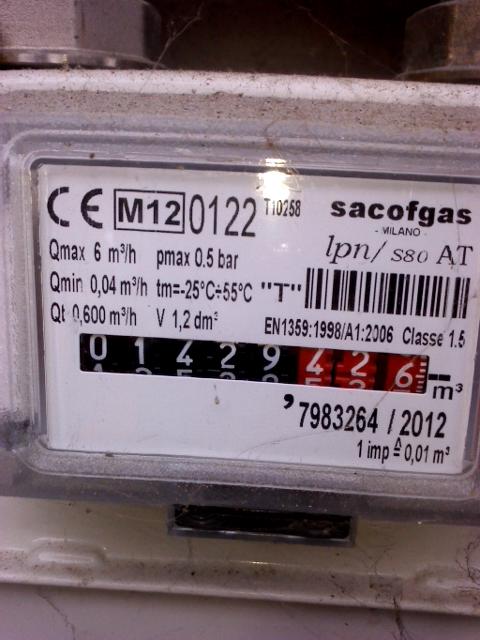 CE M12 0122 T10258 sacofgas
- MILANO -
lpn/ S80 AT
Qmax 6 m³/h pmax 0.5 bar
Qmin 0,04 m³/h tm=-25°C÷55°C "T"
Qt 0,600 m³/h V 1,2 dm³
EN1359:1998/A1:2006 Classe 1.5
0 1 4 2 9 4 2 6 m³
, 7983264 / 2012
1 imp ≙ 0,01 m³